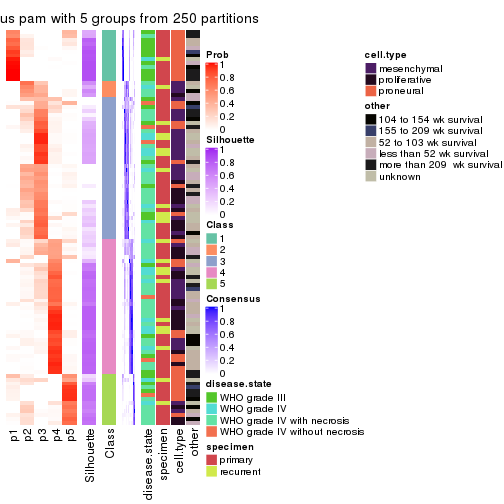 us pam with 5 groups from 250 partitions
Prob
1
0.8
0.6
0.4
0.2
0
Silhouette
1
0.8
0.6
0.4
0.2
0
Class
1
2
3
4
5
Consensus
1
0.8
0.6
0.4
0.2
0
disease.state
WHO grade III
WHO grade IV
WHO grade IV with necrosis
WHO grade IV without necrosis
specimen
primary
recurrent
cell.type
mesenchymal
proliferative
proneural
other
104 to 154 wk survival
155 to 209 wk survival
52 to 103 wk survival
less than 52 wk survival
more than 209 wk survival
unknown
p1
p2
p3
p4
p5
Silhouette
Class
disease.state
specimen
cell.type
other